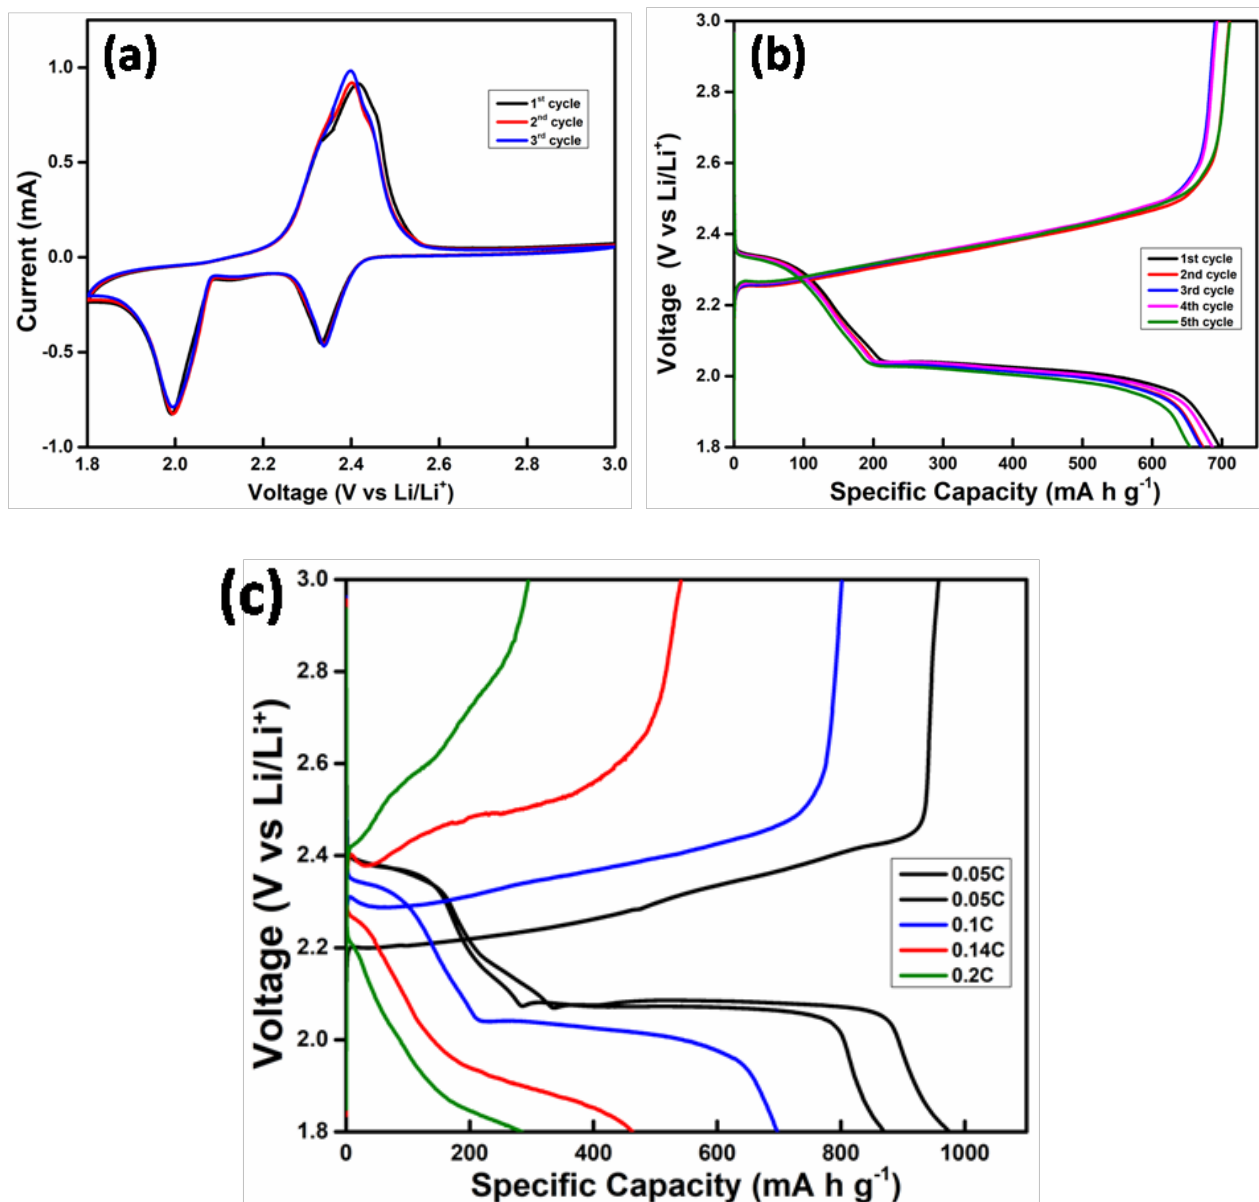 (a)
1st cycle
2nd cycle
3rd cycle
1.0
0.5
0.0
-0.5
-1.0
Current (mA)
1.8 2.0 2.2 2.4 2.6 2.8 3.0
Voltage (V vs Li/Li+)
(b)
3.0
2.8
2.6
2.4
2.2
2.0
1.8
Voltage (V vs Li/Li+)
1st cycle
2nd cycle
3rd cycle
4th cycle
5th cycle
0 100 200 300 400 500 600 700
Specific Capacity (mA h g-1)
(c)
3.0
2.8
2.6
2.4
2.2
2.0
1.8
Voltage (V vs Li/Li+)
0.05C
0.05C
0.1C
0.14C
0.2C
0 200 400 600 800 1000
Specific Capacity (mA h g-1)